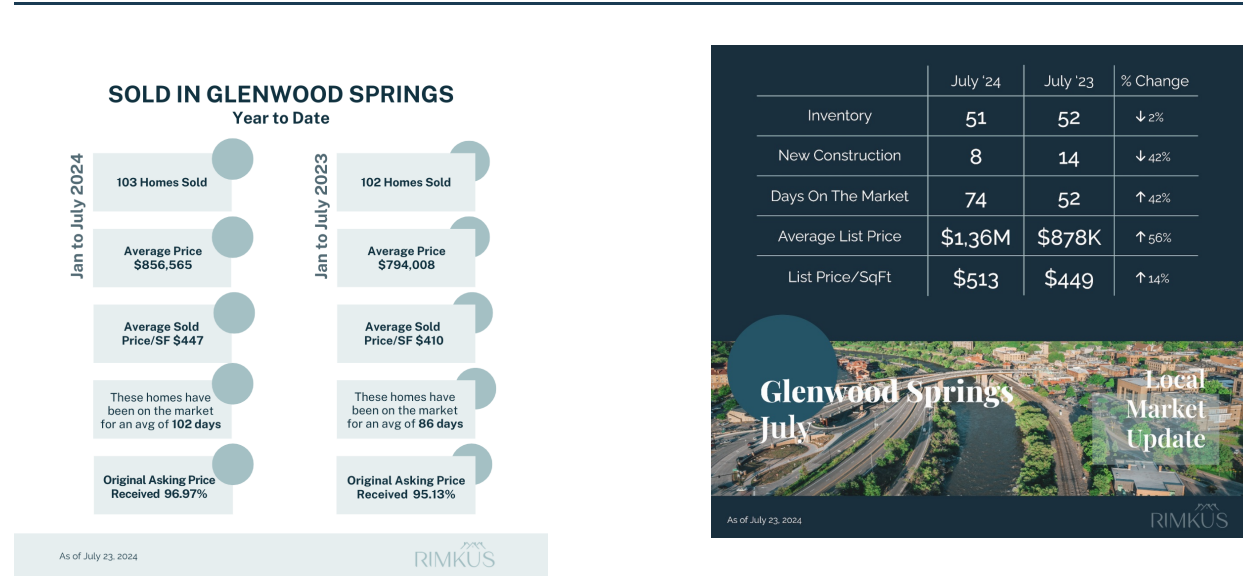 SOLD IN GLENWOOD SPRINGS
Year to Date
Jan to July 2024
103 Homes Sold
Average Price
$856,565
Average Sold
Price/SF $447
These homes have
been on the market
for an avg of 102 days
Original Asking Price
Received 96.97%
Jan to July 2023
102 Homes Sold
Average Price
$794,008
Average Sold
Price/SF $410
These homes have
been on the market
for an avg of 86 days
Original Asking Price
Received 95.13%
As of July 23, 2024
RIMKUS
July '24 July '23 % Change
Inventory 51 52 ↓ 2%
New Construction 8 14 ↓ 42%
Days On The Market 74 52 ↑ 42%
Average List Price $1,36M $878K ↑ 56%
List Price/SqFt $513 $449 ↑ 14%
Glenwood Springs
July
Local
Market
Update
As of July 23, 2024
RIMKUS